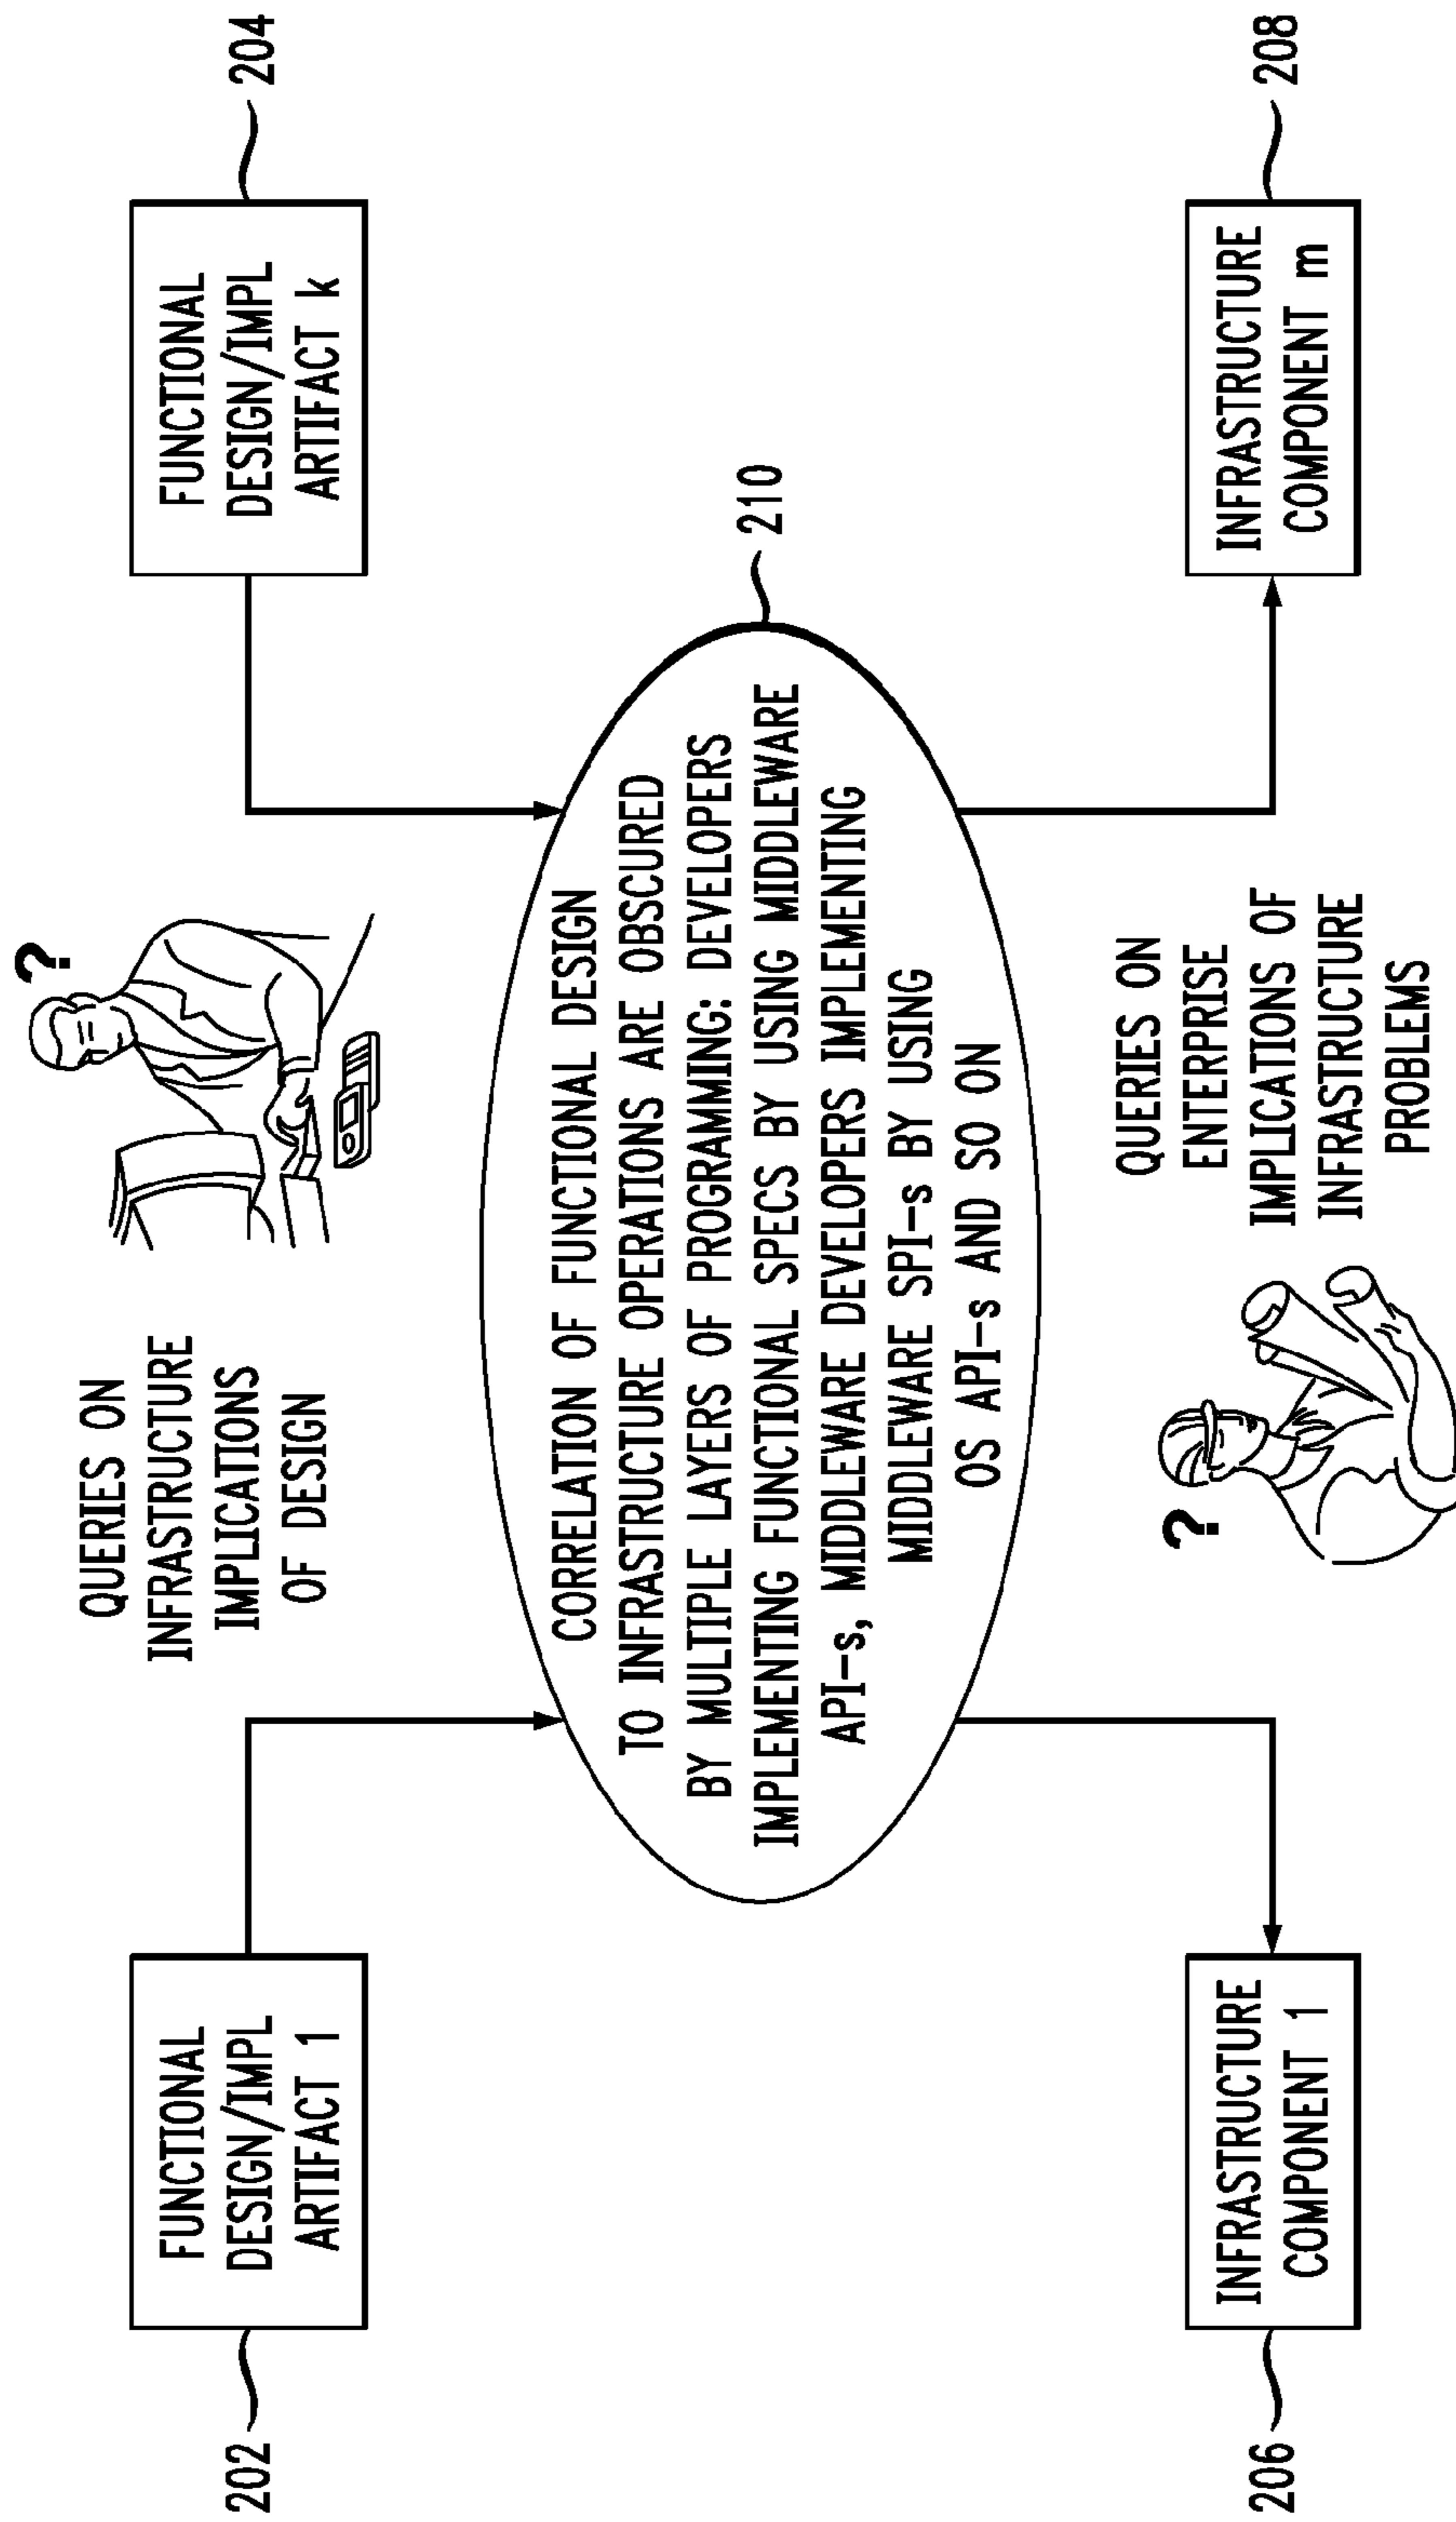 202
FUNCTIONAL
DESIGN/IMPL
ARTIFACT 1
QUERIES ON
INFRASTRUCTURE
IMPLICATIONS
OF DESIGN
?
FUNCTIONAL
DESIGN/IMPL
ARTIFACT k
204
CORRELATION OF FUNCTIONAL DESIGN
TO INFRASTRUCTURE OPERATIONS ARE OBSCURED
BY MULTIPLE LAYERS OF PROGRAMMING: DEVELOPERS
IMPLEMENTING FUNCTIONAL SPECS BY USING MIDDLEWARE
API-s, MIDDLEWARE DEVELOPERS IMPLEMENTING
MIDDLEWARE SPI-s BY USING
OS API-s AND SO ON
210
206
INFRASTRUCTURE
COMPONENT 1
?
QUERIES ON
ENTERPRISE
IMPLICATIONS OF
INFRASTRUCTURE
PROBLEMS
INFRASTRUCTURE
COMPONENT m
208